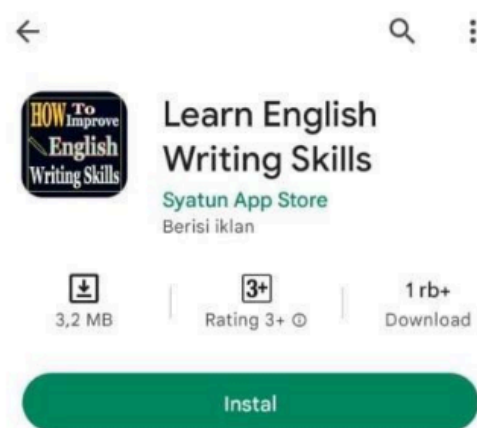 HOW To
Improve
English
Writing Skills
Learn English
Writing Skills
Syatun App Store
Berisi iklan
3,2 MB
3+
Rating 3+
1 rb+
Download
Instal